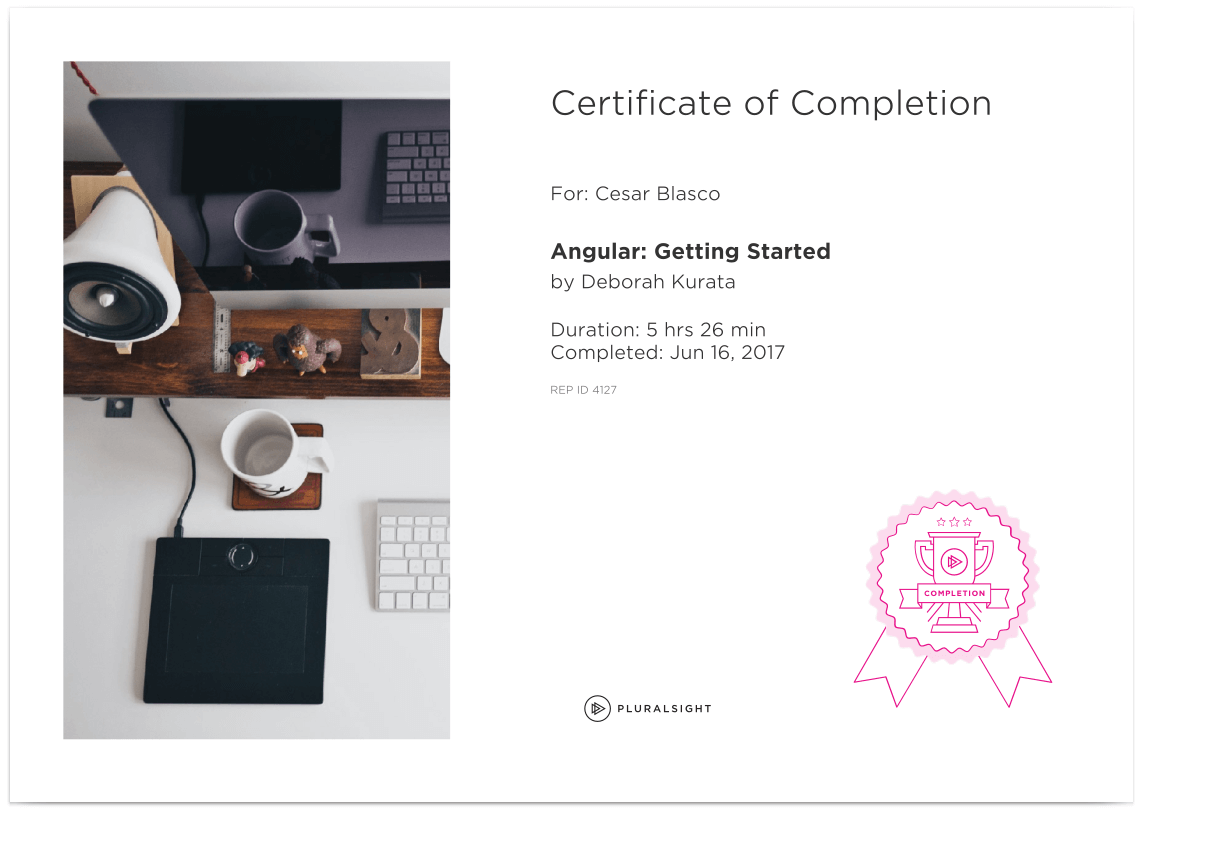 Certificate of Completion
For: Cesar Blasco
Angular: Getting Started
by Deborah Kurata
Duration: 5 hrs 26 min
Completed: Jun 16, 2017
REP ID 4127
COMPLETION
PLURALSIGHT